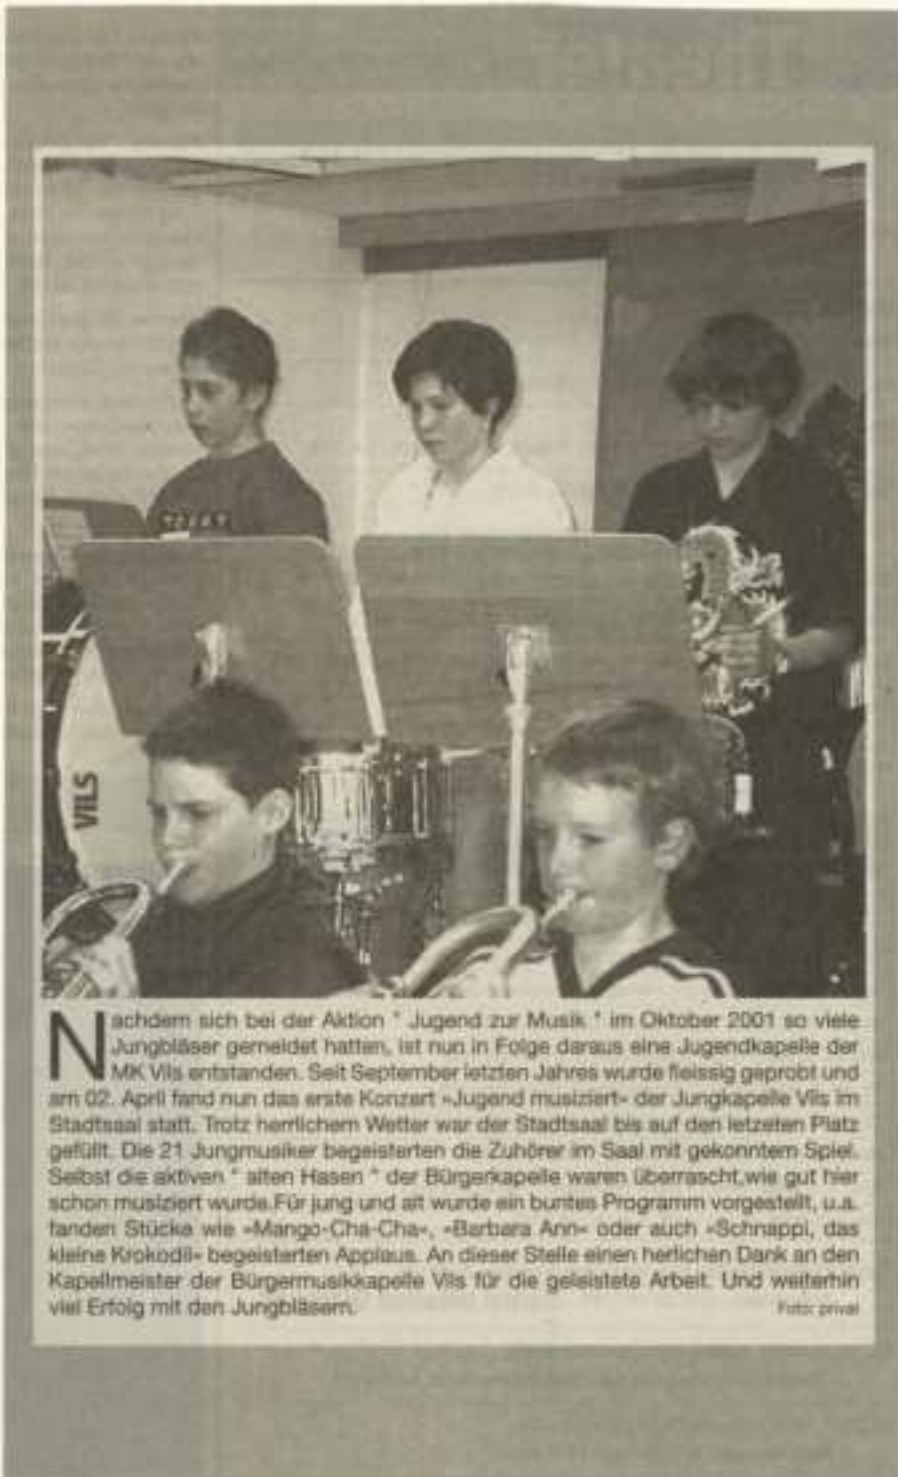 VILS
Nachdem sich bei der Aktion " Jugend zur Musik " im Oktober 2001 so viele
Jungbläser gemeldet hatten, ist nun in Folge daraus eine Jugendkapelle der
MK Vils entstanden. Seit September letzten Jahres wurde fleissig geprobt und
am 02. April fand nun das erste Konzert »Jugend musiziert« der Jungkapelle Vils im
Stadtsaal statt. Trotz herrlichem Wetter war der Stadtsaal bis auf den letzeten Platz
gefüllt. Die 21 Jungmusiker begeisterten die Zuhörer im Saal mit gekonntem Spiel.
Selbst die aktiven " alten Hasen " der Bürgerkapelle waren überrascht,wie gut hier
schon musiziert wurde.Für jung und alt wurde ein buntes Programm vorgestellt, u.a.
fanden Stücke wie »Mango-Cha-Cha«, »Barbara Ann« oder auch »Schnappi, das
kleine Krokodil« begeisterten Applaus. An dieser Stelle einen herlichen Dank an den
Kapellmeister der Bürgermusikkapelle Vils für die geleistete Arbeit. Und weiterhin
viel Erfolg mit den Jungbläsern.
Foto: privat